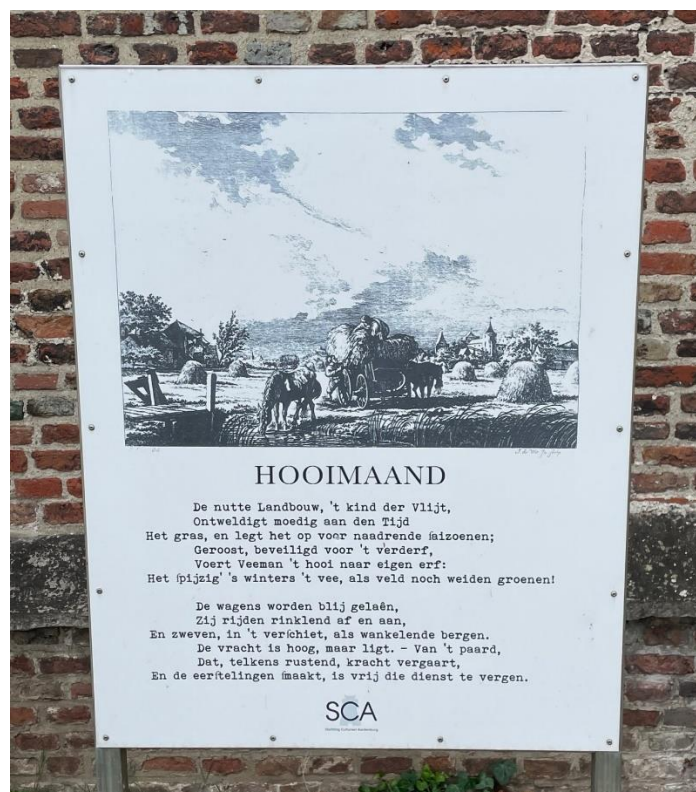 HOOIMAAND
De nutte Landbouw, 't kind der Vlijt,
Ontweldigt moedig aan den Tijd
Het gras, en legt het op voor naadrende ſaizoenen;
Geroost, beveiligd voor 't verderf,
Voert Veeman 't hooi naar eigen erf:
Het ſpijzig' 's winters 't vee, als veld noch weiden groenen!
De wagens worden blij gelaên,
Zij rijden rinklend af en aan,
En zweven, in 't verſchiet, als wankelende bergen.
De vracht is hoog, maar ligt. – Van 't paard,
Dat, telkens rustend, kracht vergaart,
En de eerſtelingen ſmaakt, is vrij die dienst te vergen.
SCA